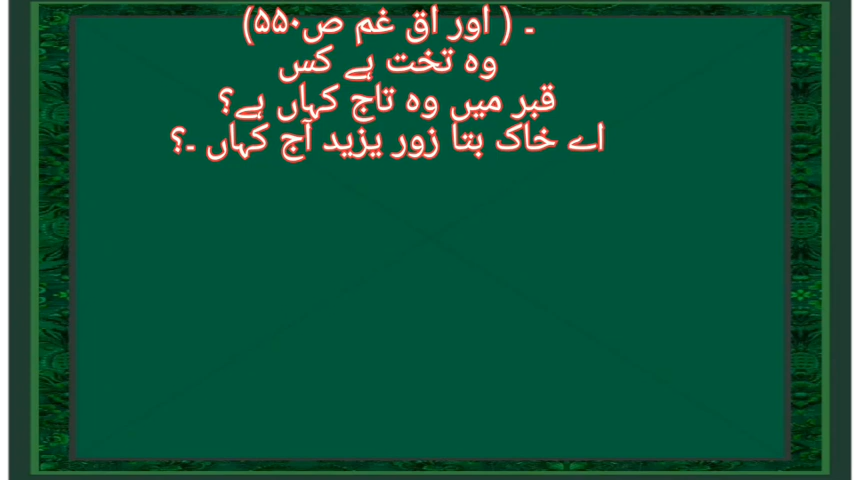 ۔ ( اور اق غم ص۵۵۰)
وہ تخت ہے کس
قبر میں وہ تاج کہاں ہے؟
اے خاک بتا زور یزید آج کہاں ۔؟